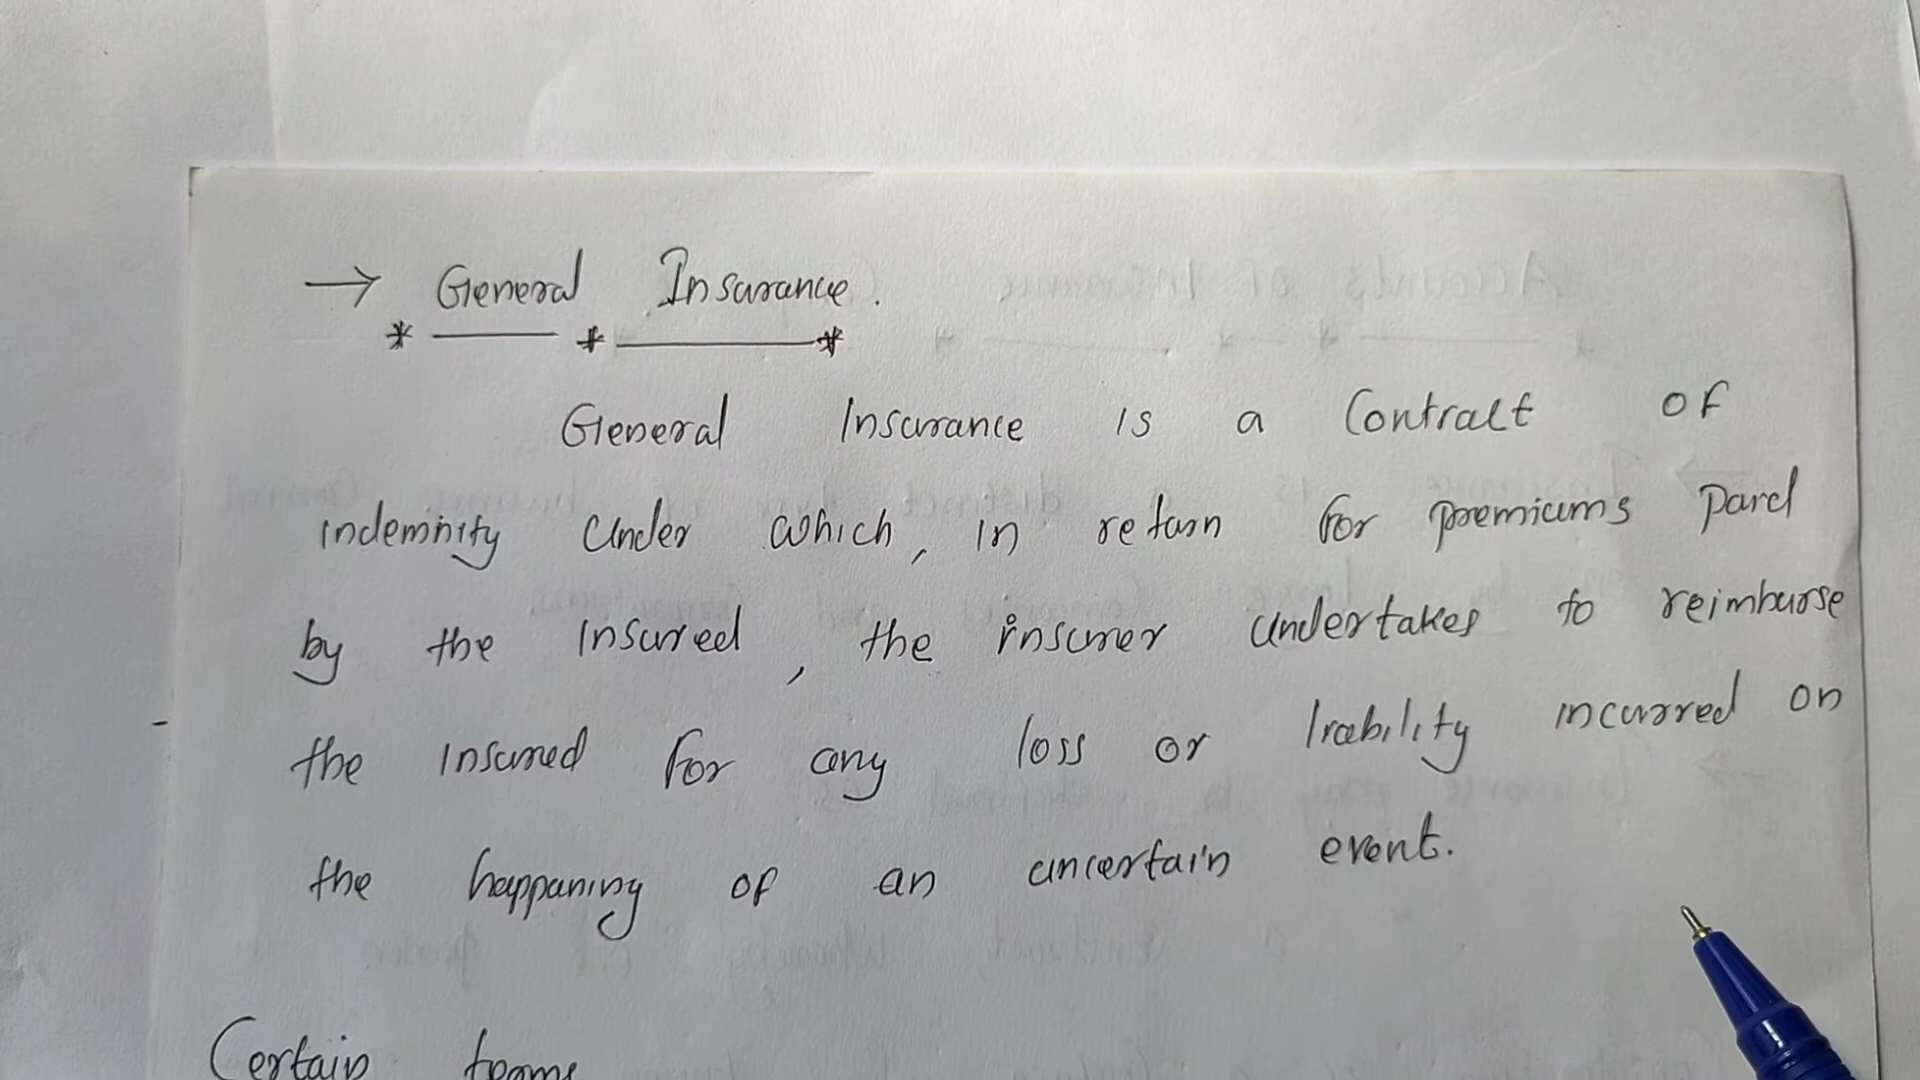 → General Insurance.
General Insurance is a Contract of
indemnity under which, in return for premiums paid
by the insured, the insurer undertakes to reimburse
the insured for any loss or liability incurred on
the happaning of an uncertain event.
Certain terms